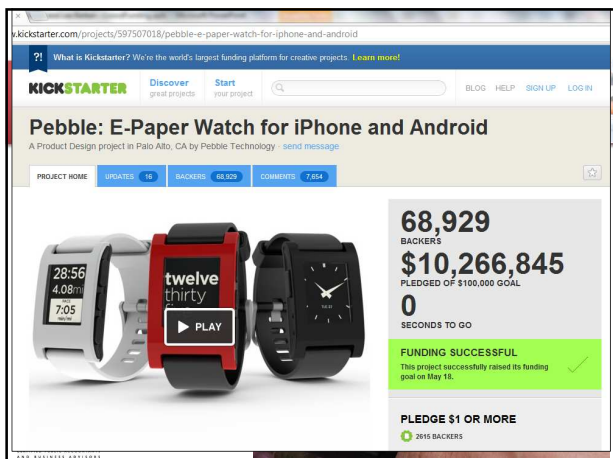 v.kickstarter.com/projects/597507018/pebble-e-paper-watch-for-iphone-and-android
?! What is Kickstarter? We're the world's largest funding platform for creative projects. Learn more!
KICKSTARTER Discover great projects Start your project BLOG HELP SIGN UP LOG IN
Pebble: E-Paper Watch for iPhone and Android
A Product Design project in Palo Alto, CA by Pebble Technology · send message
PROJECT HOME UPDATES 16 BACKERS 68,929 COMMENTS 7,654
28:56
4.08mi
PACE
7:05
twelve
thirty
PLAY
68,929
BACKERS
$10,266,845
PLEDGED OF $100,000 GOAL
0
SECONDS TO GO
FUNDING SUCCESSFUL
This project successfully raised its funding
goal on May 18.
PLEDGE $1 OR MORE
2615 BACKERS
AND BUSINESS ADVISORS